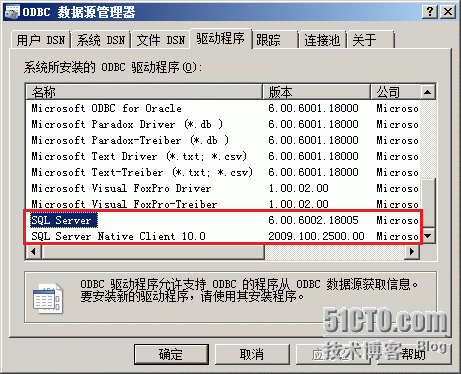 ODBC 数据源管理器
用户 DSN 系统 DSN 文件 DSN 驱动程序 跟踪 连接池 关于
系统所安装的 ODBC 驱动程序(O):
名称 版本 公司
Microsoft ODBC for Oracle 6.00.6001.18000 Microso
Microsoft Paradox Driver (*.db ) 6.00.6001.18000 Microso
Microsoft Paradox-Treiber (*.db ) 6.00.6001.18000 Microso
Microsoft Text Driver (*.txt; *.csv) 6.00.6001.18000 Microso
Microsoft Text-Treiber (*.txt; *.csv) 6.00.6001.18000 Microso
Microsoft Visual FoxPro Driver 1.00.02.00 Microso
Microsoft Visual FoxPro-Treiber 1.00.02.00 Microso
SQL Server 6.00.6002.18005 Microso
SQL Server Native Client 10.0 2009.100.2500.00 Microso
ODBC 驱动程序允许支持 ODBC 的程序从 ODBC 数据源获取信息。
要安装新的驱动程序,请使用其安装程序。
51CTO.com
技术博客 Blog
确定 取消 帮助